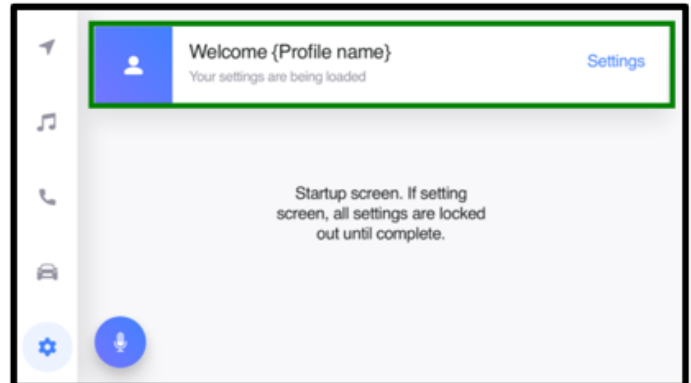 Welcome {Profile name}
Your settings are being loaded
Settings
Startup screen. If setting
screen, all settings are locked
out until complete.